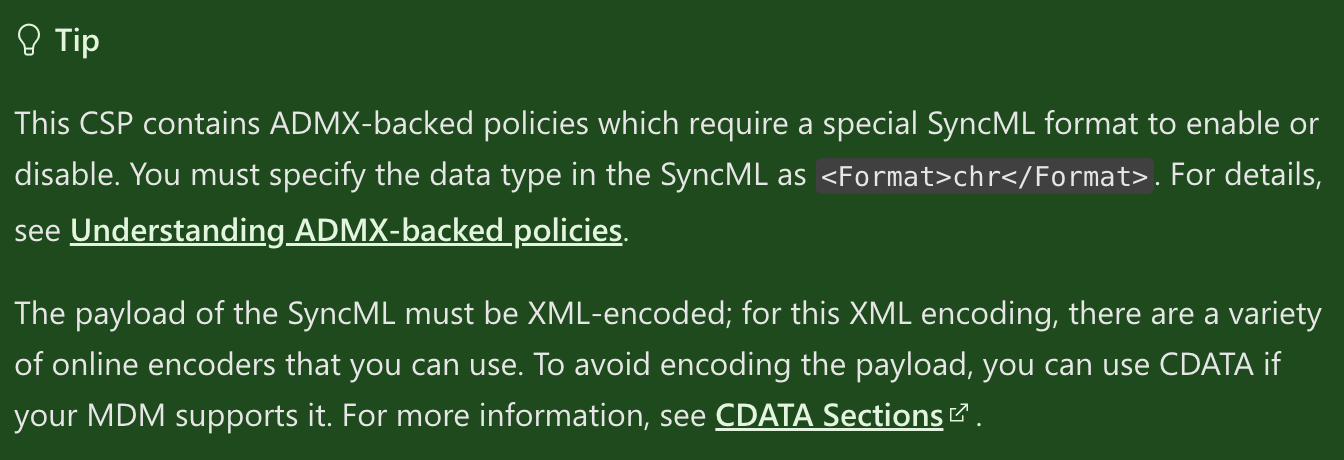 Tip
This CSP contains ADMX-backed policies which require a special SyncML format to enable or
disable. You must specify the data type in the SyncML as <Format>chr</Format>. For details,
see Understanding ADMX-backed policies.
The payload of the SyncML must be XML-encoded; for this XML encoding, there are a variety
of online encoders that you can use. To avoid encoding the payload, you can use CDATA if
your MDM supports it. For more information, see CDATA Sections.